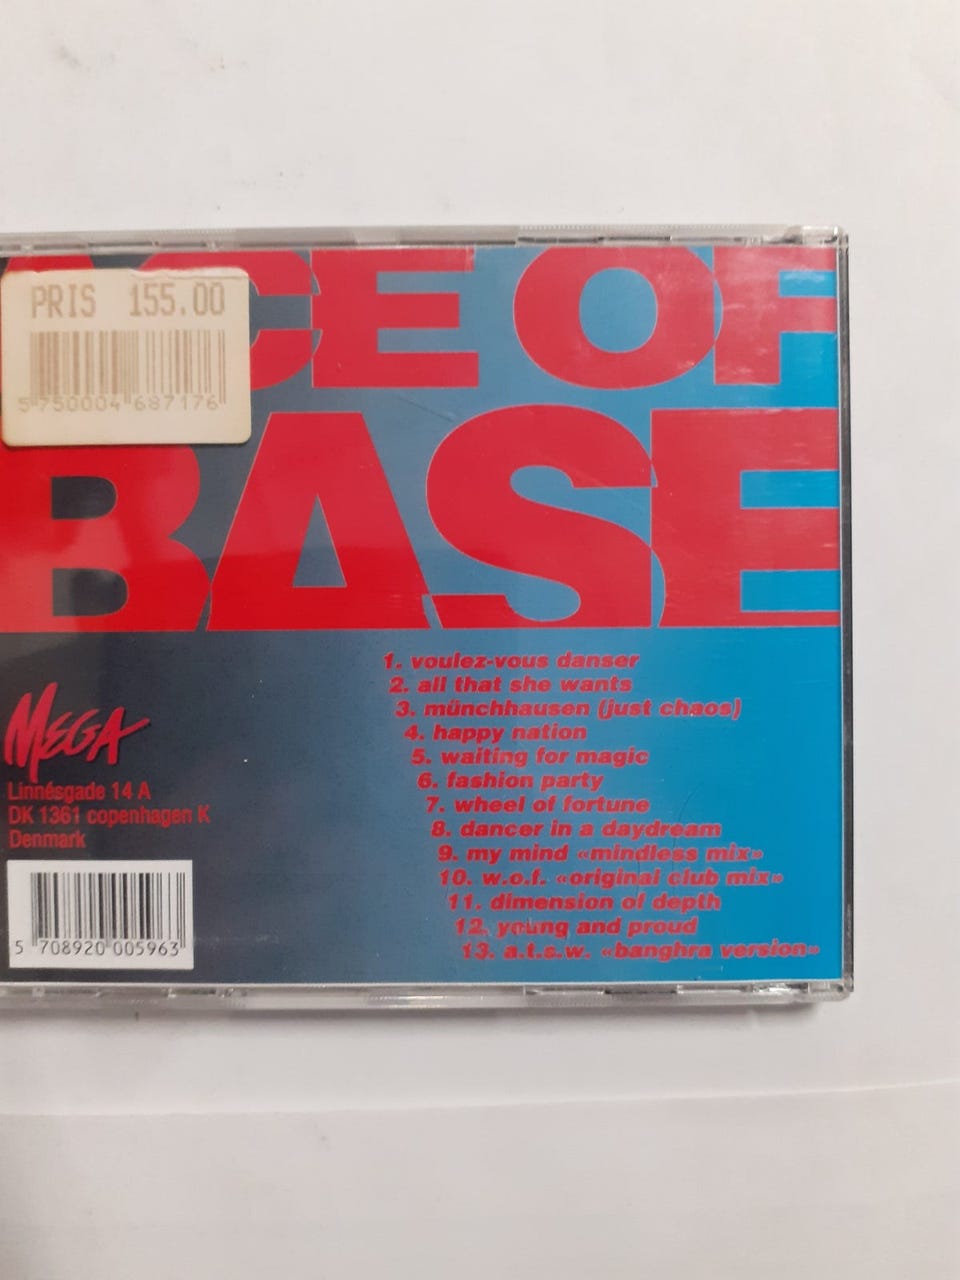 ACE OF
BASE
PRIS 155.00
5 750004 687176
1. voulez-vous danser
2. all that she wants
3. münchhausen (just chaos)
4. happy nation
5. waiting for magic
6. fashion party
7. wheel of fortune
8. dancer in a daydream
9. my mind «mindless mix»
10. w.o.f. «original club mix»
11. dimension of depth
12. young and proud
13. a.t.s.w. «banghra version»
MEGA
Linnésgade 14 A
DK 1361 copenhagen K
Denmark
5 708920 005963